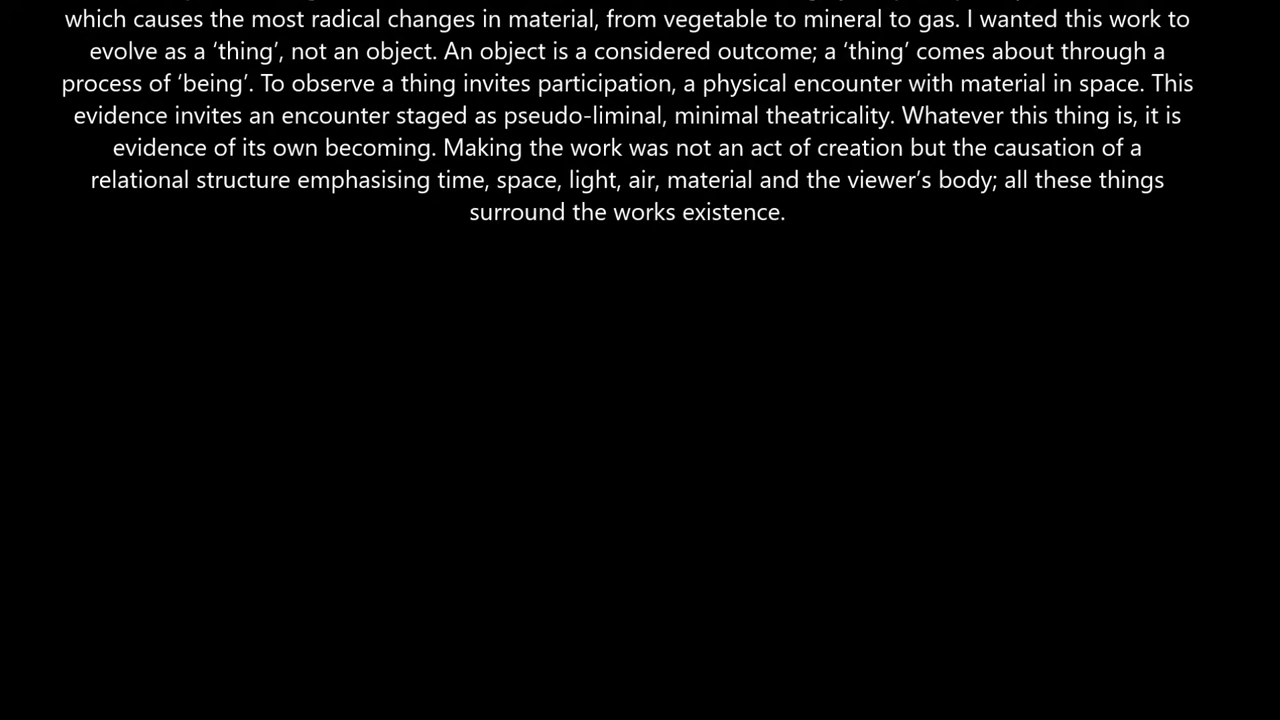 which causes the most radical changes in material, from vegetable to mineral to gas. I wanted this work to
evolve as a ‘thing’, not an object. An object is a considered outcome; a ‘thing’ comes about through a
process of ‘being’. To observe a thing invites participation, a physical encounter with material in space. This
evidence invites an encounter staged as pseudo-liminal, minimal theatricality. Whatever this thing is, it is
evidence of its own becoming. Making the work was not an act of creation but the causation of a
relational structure emphasising time, space, light, air, material and the viewer’s body; all these things
surround the works existence.